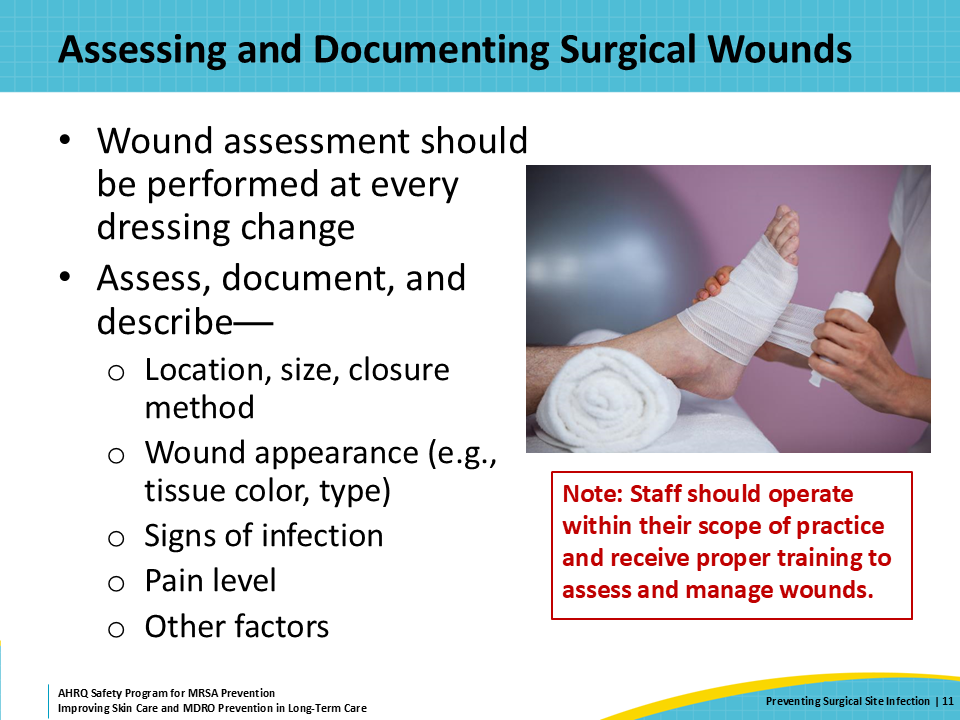 Assessing and Documenting Surgical Wounds
• Wound assessment should
be performed at every
dressing change
• Assess, document, and
describe—
o Location, size, closure
method
o Wound appearance (e.g.,
tissue color, type)
o Signs of infection
o Pain level
o Other factors
Note: Staff should operate
within their scope of practice
and receive proper training to
assess and manage wounds.
AHRQ Safety Program for MRSA Prevention
Improving Skin Care and MDRO Prevention in Long-Term Care
Preventing Surgical Site Infection | 11